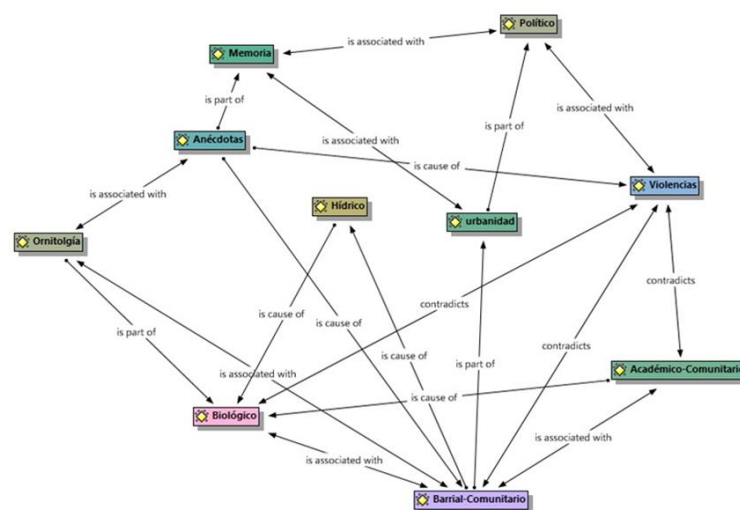 Político
is associated with
Memoria
is part of
is associated with
is associated with
is part of
Anécdotas
is cause of
Violencias
is associated with
Hídrico
urbanidad
Ornitolgía
contradicts
contradicts
is cause of
is cause of
is part of
contradicts
is cause of
is part of
is associated with
Académico-Comunitario
is cause of
Biológico
is associated with
is associated with
Barrial-Comunitario